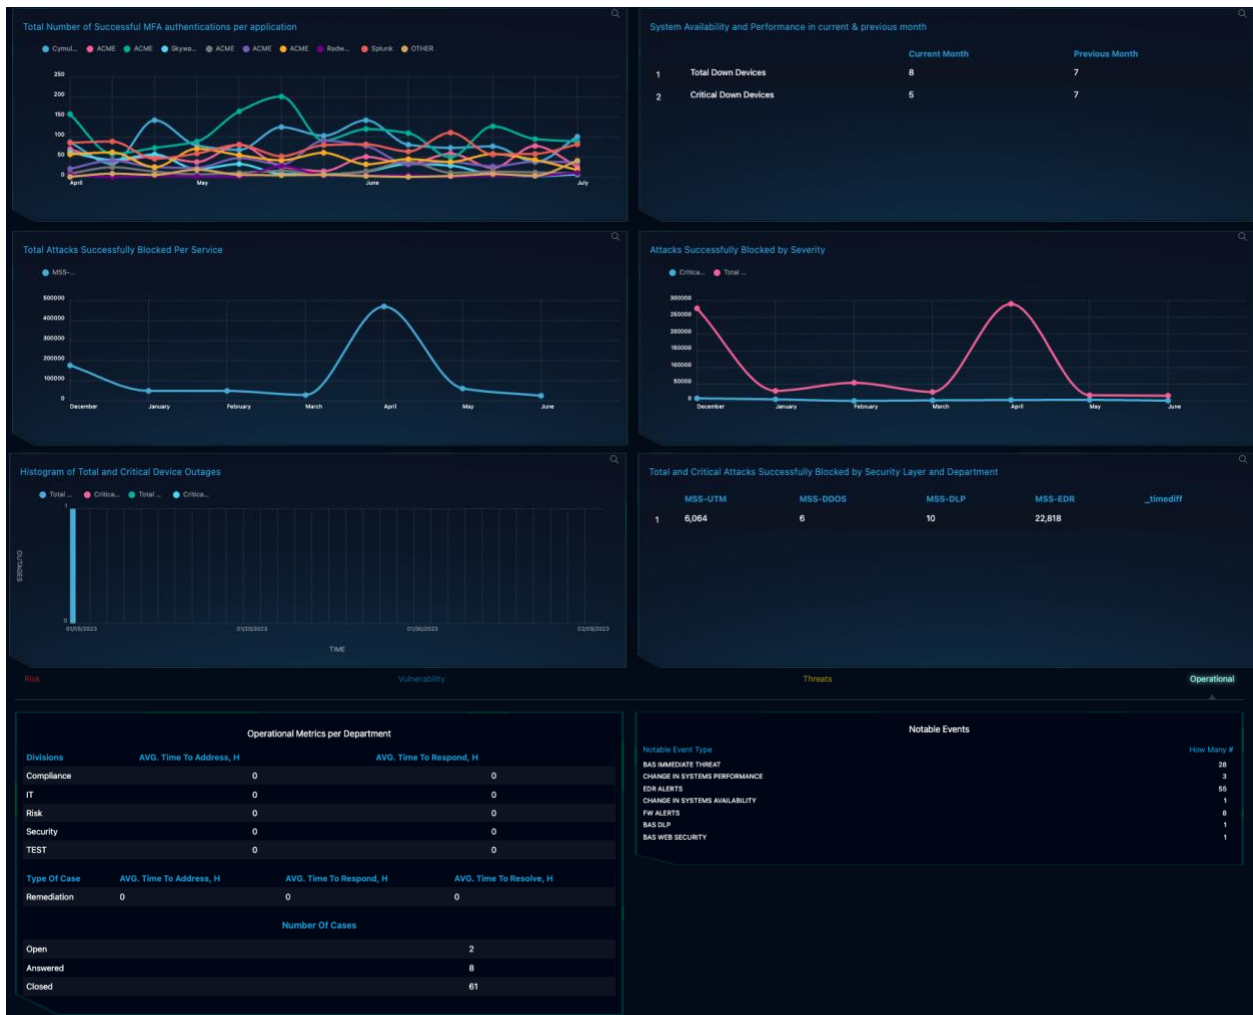 Total Number of Successful MFA authentications per application
Cymul... ACME ACME Skywa... ACME ACME ACME Radw... Splunk OTHER
250
200
150
100
50
0
April May June July
System Availability and Performance in current & previous month
Current Month Previous Month
1 Total Down Devices 8 7
2 Critical Down Devices 5 7
Total Attacks Successfully Blocked Per Service
MSS-...
500000
400000
300000
200000
100000
0
December January February March April May June
Attacks Successfully Blocked by Severity
Critica... Total ...
300000
250000
200000
150000
100000
50000
0
December January February March April May June
Histogram of Total and Critical Device Outages
Total ... Critica... Total ... Critica...
1
OUTAGES
0
01/05/2023 01/20/2023 01/30/2023 02/09/2023
TIME
Total and Critical Attacks Successfully Blocked by Security Layer and Department
MSS-UTM MSS-DDOS MSS-DLP MSS-EDR _timediff
1 6,064 6 10 22,818
Risk Vulnerability Threats Operational
Operational Metrics per Department
Divisions AVG. Time To Address, H AVG. Time To Respond, H
Compliance 0 0
IT 0 0
Risk 0 0
Security 0 0
TEST 0 0
Type Of Case AVG. Time To Address, H AVG. Time To Respond, H AVG. Time To Resolve, H
Remediation 0 0 0
Number Of Cases
Open 2
Answered 8
Closed 61
Notable Events
Notable Event Type How Many #
BAS IMMEDIATE THREAT 28
CHANGE IN SYSTEMS PERFORMANCE 3
EDR ALERTS 55
CHANGE IN SYSTEMS AVAILABILITY 1
FW ALERTS 8
BAS DLP 1
BAS WEB SECURITY 1